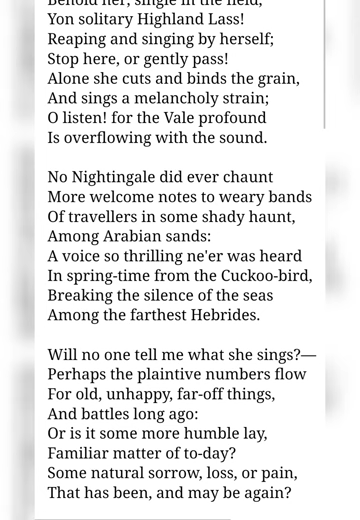 Behold her, single in the field,
Yon solitary Highland Lass!
Reaping and singing by herself;
Stop here, or gently pass!
Alone she cuts and binds the grain,
And sings a melancholy strain;
O listen! for the Vale profound
Is overflowing with the sound.

No Nightingale did ever chaunt
More welcome notes to weary bands
Of travellers in some shady haunt,
Among Arabian sands:
A voice so thrilling ne'er was heard
In spring-time from the Cuckoo-bird,
Breaking the silence of the seas
Among the farthest Hebrides.

Will no one tell me what she sings?—
Perhaps the plaintive numbers flow
For old, unhappy, far-off things,
And battles long ago:
Or is it some more humble lay,
Familiar matter of to-day?
Some natural sorrow, loss, or pain,
That has been, and may be again?